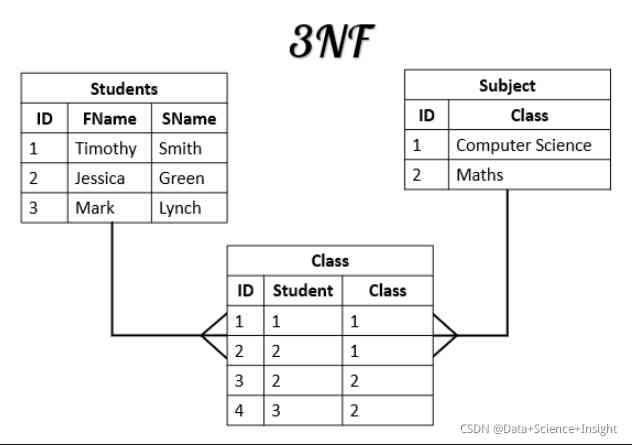 3NF
Students
ID FName SName
1 Timothy Smith
2 Jessica Green
3 Mark Lynch
Subject
ID Class
1 Computer Science
2 Maths
Class
ID Student Class
1 1 1
2 2 1
3 2 2
4 3 2
CSDN @Data+Science+Insight